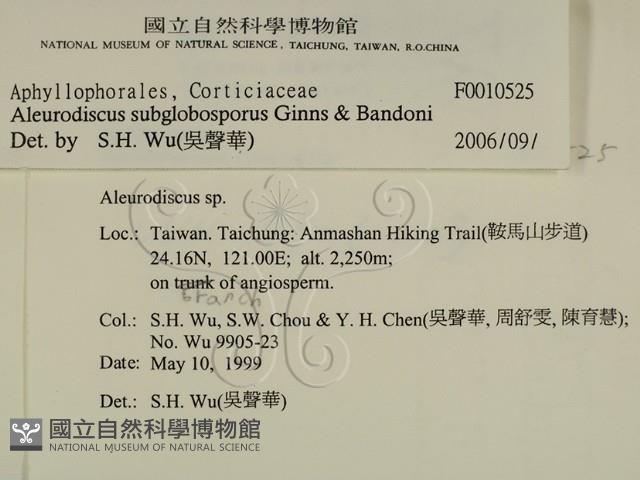 國立自然科學博物館
NATIONAL MUSEUM OF NATURAL SCIENCE, TAICHUNG, TAIWAN, R.O.CHINA
Aphyllophorales, Corticiaceae F0010525
Aleurodiscus subglobosporus Ginns & Bandoni
Det. by S.H. Wu(吳聲華) 2006/09/
-25
Aleurodiscus sp.
Loc.: Taiwan. Taichung: Anmashan Hiking Trail(鞍馬山步道)
24.16N, 121.00E; alt. 2,250m;
on trunk of angiosperm.
Branch
Col.: S.H. Wu, S.W. Chou & Y. H. Chen(吳聲華, 周舒雯, 陳育慧);
No. Wu 9905-23
Date: May 10, 1999
Det.: S.H. Wu(吳聲華)
國立自然科學博物館
NATIONAL MUSEUM OF NATURAL SCIENCE